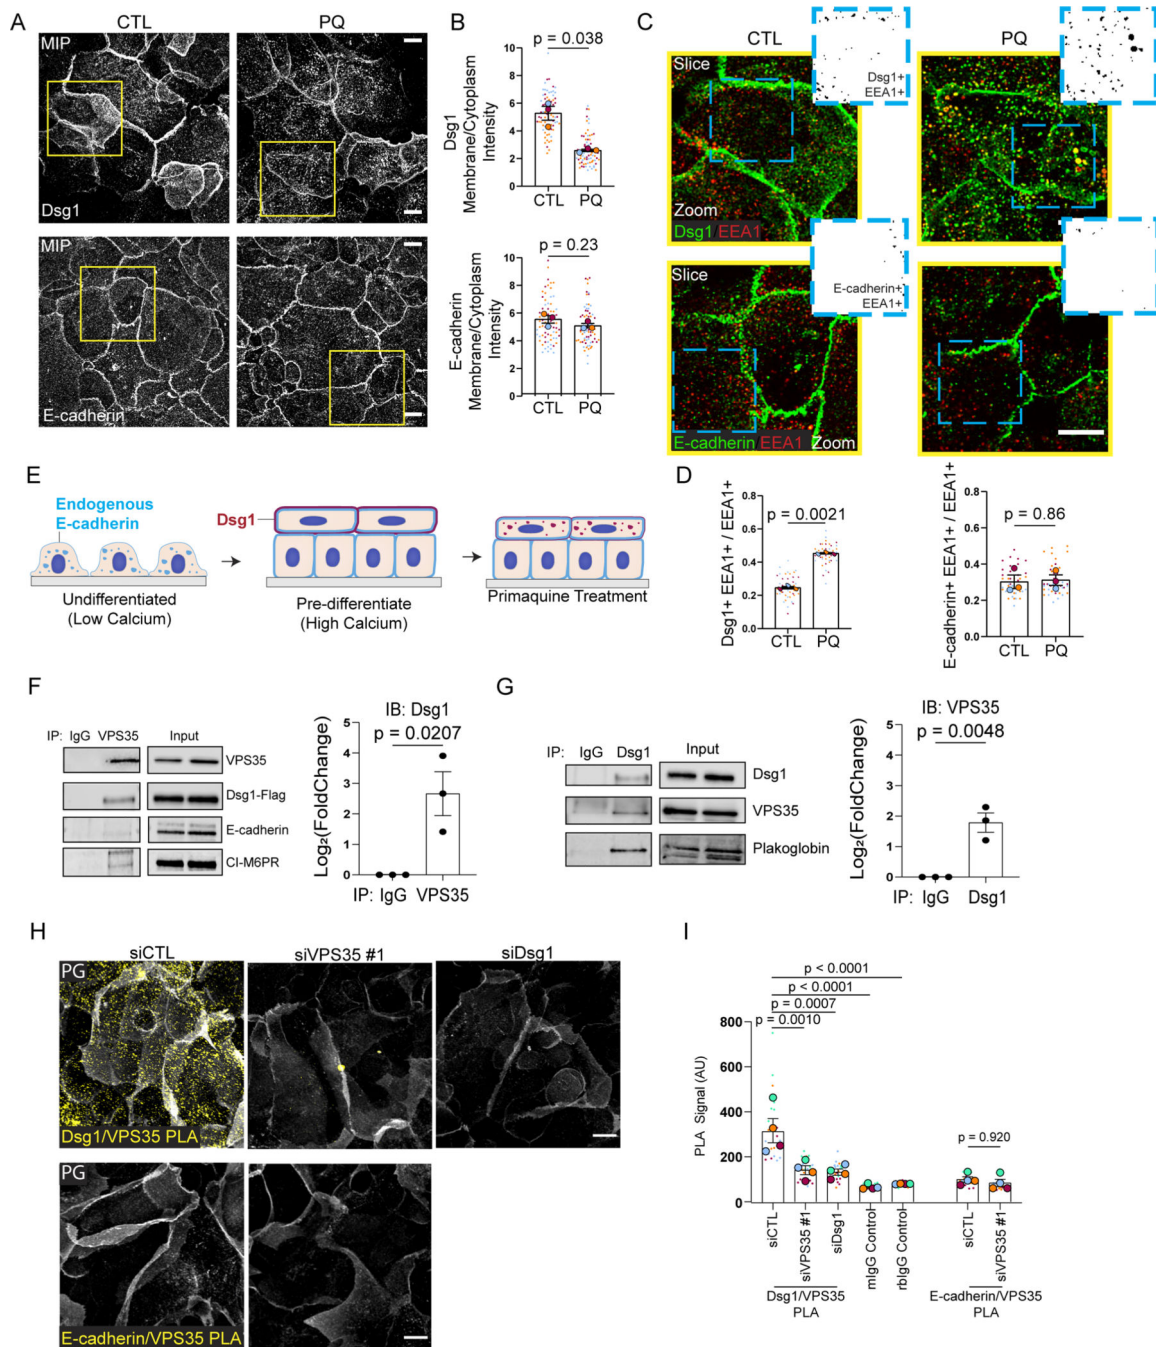 A
CTL
PQ
MIP
MIP
Dsg1
MIP
MIP
E-cadherin
B
p = 0.038
Dsg1
Membrane/Cytoplasm
Intensity
10
8
6
4
2
0
CTL
PQ
p = 0.23
E-cadherin
Membrane/Cytoplasm
Intensity
10
8
6
4
2
0
CTL
PQ
C
CTL
PQ
Slice
Dsg1+
EEA1+
Zoom
Dsg1/EEA1
Slice
E-cadherin+
EEA1+
E-cadherin/EEA1 Zoom
D
Dsg1+ EEA1+ / EEA1+
0.8
0.6
0.4
0.2
0.0
p = 0.0021
CTL
PQ
E-cadherin+ EEA1+ / EEA1+
0.8
0.6
0.4
0.2
0.0
p = 0.86
CTL
PQ
E
Endogenous
E-cadherin
Dsg1
Undifferentiated
(Low Calcium)
Pre-differentiate
(High Calcium)
Primaquine Treatment
F
IP: IgG VPS35
Input
VPS35
Dsg1-Flag
E-cadherin
CI-M6PR
IB: Dsg1
p = 0.0207
Log₂(FoldChange)
5
4
3
2
1
0
IP: IgG VPS35
G
IP: IgG Dsg1
Input
Dsg1
VPS35
Plakoglobin
IB: VPS35
p = 0.0048
Log₂(FoldChange)
5
4
3
2
1
0
IP: IgG Dsg1
H
siCTL
siVPS35 #1
siDsg1
PG
Dsg1/VPS35 PLA
PG
E-cadherin/VPS35 PLA
I
p < 0.0001
p < 0.0001
p = 0.0007
p = 0.0010
PLA Signal (AU)
800
600
400
200
0
p = 0.920
siCTL
siVPS35 #1
siDsg1
mIgG Control
rbIgG Control
siCTL
siVPS35 #1
Dsg1/VPS35
PLA
E-cadherin/VPS35
PLA